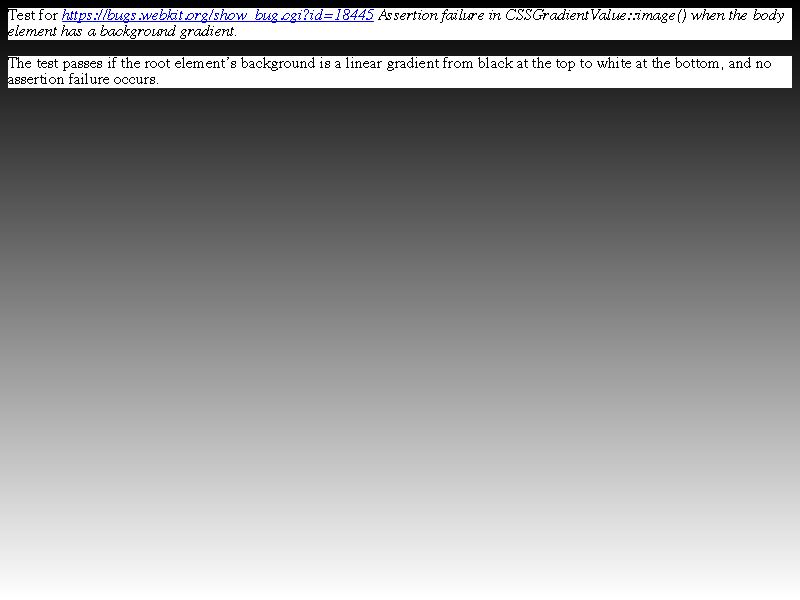 Test for https://bugs.webkit.org/show_bug.cgi?id=18445 Assertion failure in CSSGradientValue::image() when the body
element has a background gradient.
The test passes if the root element's background is a linear gradient from black at the top to white at the bottom, and no
assertion failure occurs.